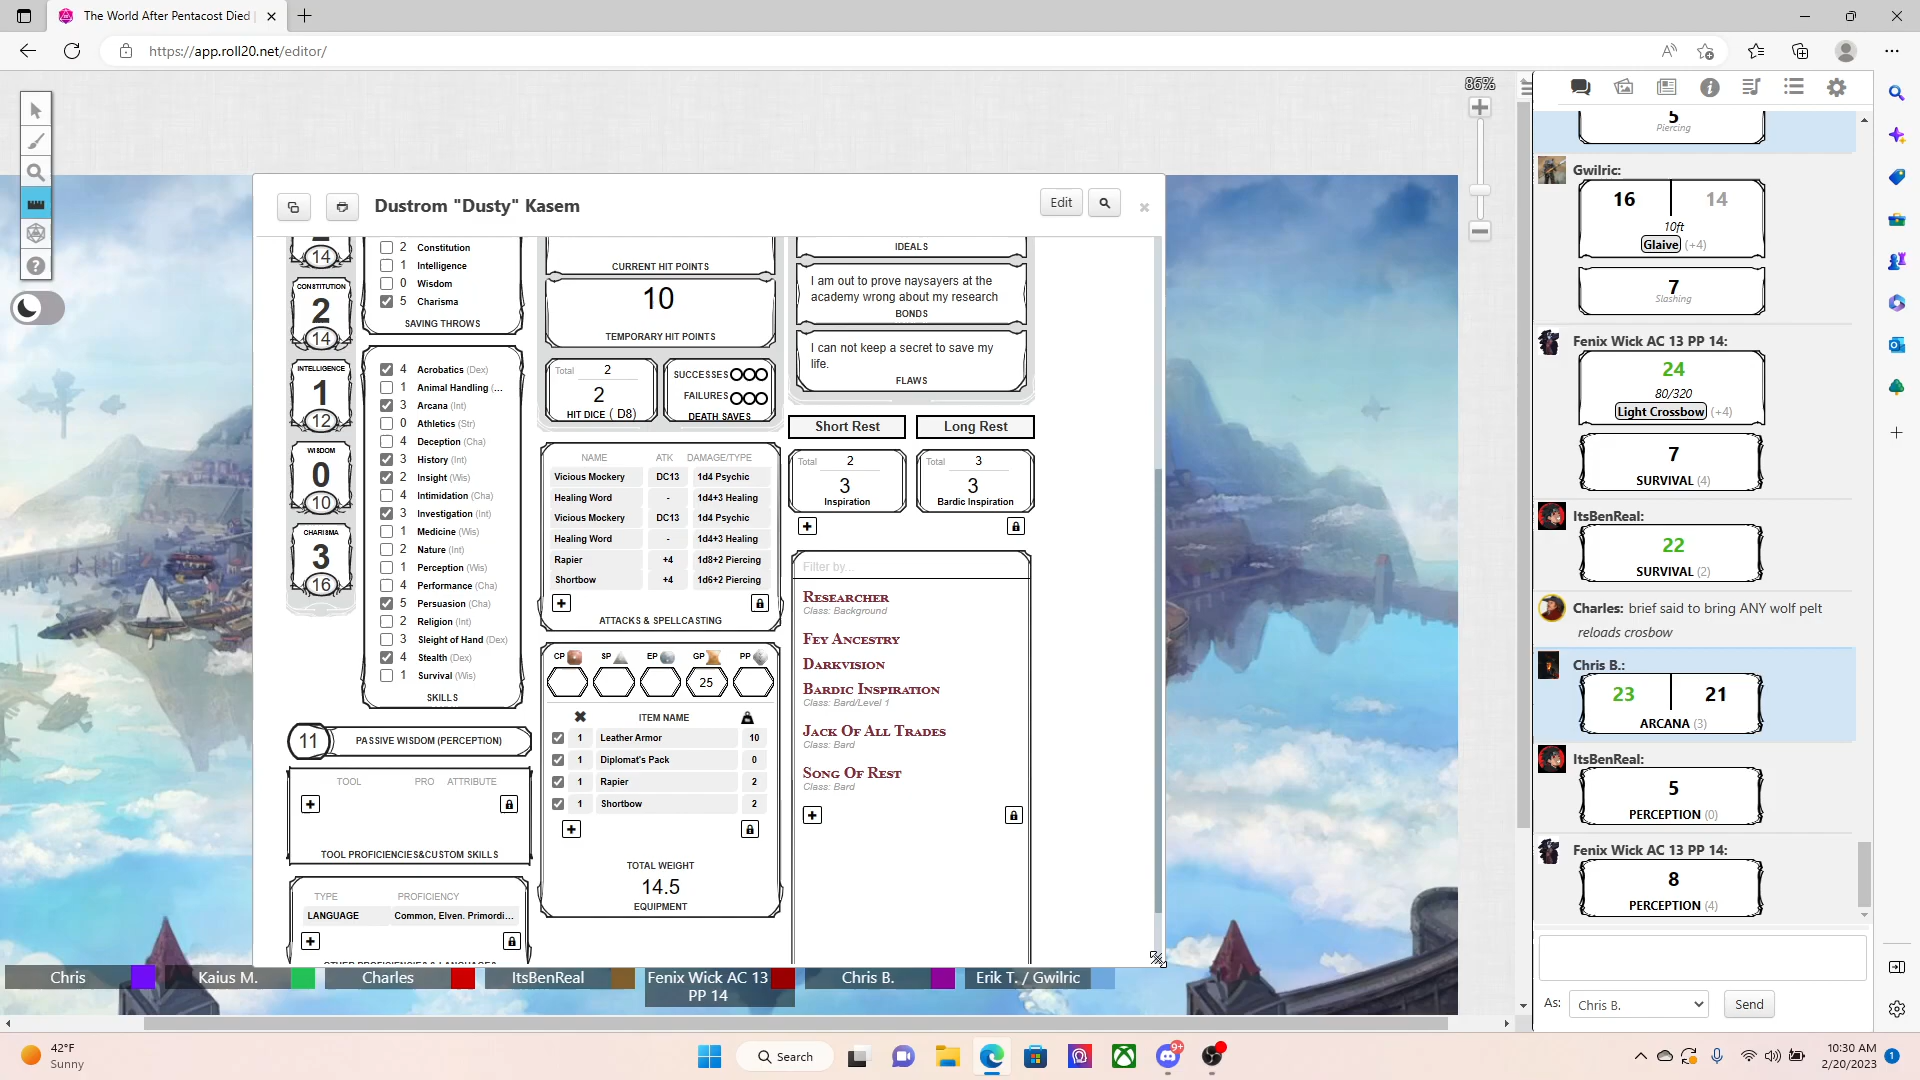 The World After Pentacost Died |
https://app.roll20.net/editor/
86%
Dustrom "Dusty" Kasem
Edit
14
CONSTITUTION
2
14
INTELLIGENCE
1
12
WISDOM
0
10
CHARISMA
3
16
2 Constitution
1 Intelligence
0 Wisdom
5 Charisma
SAVING THROWS
4 Acrobatics (Dex)
1 Animal Handling (...
3 Arcana (Int)
0 Athletics (Str)
4 Deception (Cha)
3 History (Int)
2 Insight (Wis)
4 Intimidation (Cha)
3 Investigation (Int)
1 Medicine (Wis)
2 Nature (Int)
1 Perception (Wis)
4 Performance (Cha)
5 Persuasion (Cha)
2 Religion (Int)
3 Sleight of Hand (Dex)
4 Stealth (Dex)
1 Survival (Wis)
SKILLS
11 PASSIVE WISDOM (PERCEPTION)
TOOL PRO ATTRIBUTE
TOOL PROFICIENCIES&CUSTOM SKILLS
TYPE PROFICIENCY
LANGUAGE Common, Elven. Primordi...
CURRENT HIT POINTS
10
TEMPORARY HIT POINTS
Total 2
2
HIT DICE ( D8)
SUCCESSES
FAILURES
DEATH SAVES
NAME ATK DAMAGE/TYPE
Vicious Mockery DC13 1d4 Psychic
Healing Word - 1d4+3 Healing
Vicious Mockery DC13 1d4 Psychic
Healing Word - 1d4+3 Healing
Rapier +4 1d8+2 Piercing
Shortbow +4 1d6+2 Piercing
ATTACKS & SPELLCASTING
CP SP EP GP PP
25
ITEM NAME
1 Leather Armor 10
1 Diplomat's Pack 0
1 Rapier 2
1 Shortbow 2
TOTAL WEIGHT
14.5
EQUIPMENT
IDEALS
I am out to prove naysayers at the
academy wrong about my research
BONDS
I can not keep a secret to save my
life.
FLAWS
Short Rest Long Rest
Total 2
3
Inspiration
Total 3
3
Bardic Inspiration
Filter by...
RESEARCHER
Class: Background
FEY ANCESTRY
DARKVISION
BARDIC INSPIRATION
Class: Bard/Level 1
JACK OF ALL TRADES
Class: Bard
SONG OF REST
Class: Bard
Chris
Kaius M.
Charles
ItsBenReal
Fenix Wick AC 13
PP 14
Chris B.
Erik T. / Gwilric
5
Piercing
Gwilric:
16 14
10ft
Glaive (+4)
7
Slashing
Fenix Wick AC 13 PP 14:
24
80/320
Light Crossbow (+4)
7
SURVIVAL (4)
ItsBenReal:
22
SURVIVAL (2)
Charles: brief said to bring ANY wolf pelt
reloads crosbow
Chris B.:
23 21
ARCANA (3)
ItsBenReal:
5
PERCEPTION (0)
Fenix Wick AC 13 PP 14:
8
PERCEPTION (4)
As: Chris B. Send
42°F
Sunny
Search
9+
10:30 AM
2/20/2023
1